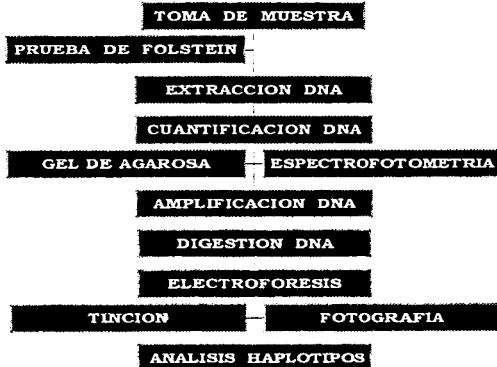 TOMA DE MUESTRA
PRUEBA DE FOLSTEIN
EXTRACCION DNA
CUANTIFICACION DNA
GEL DE AGAROSA ESPECTROFOTOMETRIA
AMPLIFICACION DNA
DIGESTION DNA
ELECTROFORESIS
TINCION FOTOGRAFIA
ANALISIS HAPLOTIPOS